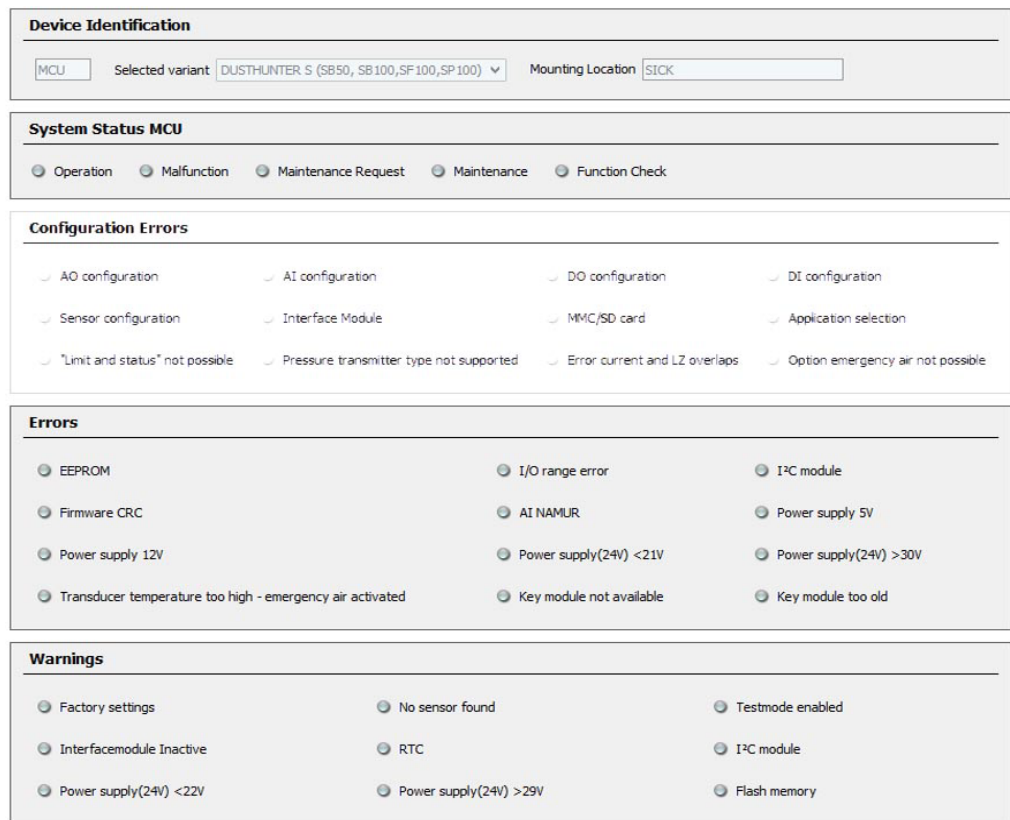 Device Identification
MCU Selected variant DUSTHUNTER S (SB50, SB100,SF100,SP100) Mounting Location SICK
System Status MCU
Operation Malfunction Maintenance Request Maintenance Function Check
Configuration Errors
AO configuration AI configuration DO configuration DI configuration
Sensor configuration Interface Module MMC/SD card Application selection
"Limit and status" not possible Pressure transmitter type not supported Error current and LZ overlaps Option emergency air not possible
Errors
EEPROM I/O range error I²C module
Firmware CRC AI NAMUR Power supply 5V
Power supply 12V Power supply(24V) <21V Power supply(24V) >30V
Transducer temperature too high - emergency air activated Key module not available Key module too old
Warnings
Factory settings No sensor found Testmode enabled
Interfacemodule Inactive RTC I²C module
Power supply(24V) <22V Power supply(24V) >29V Flash memory